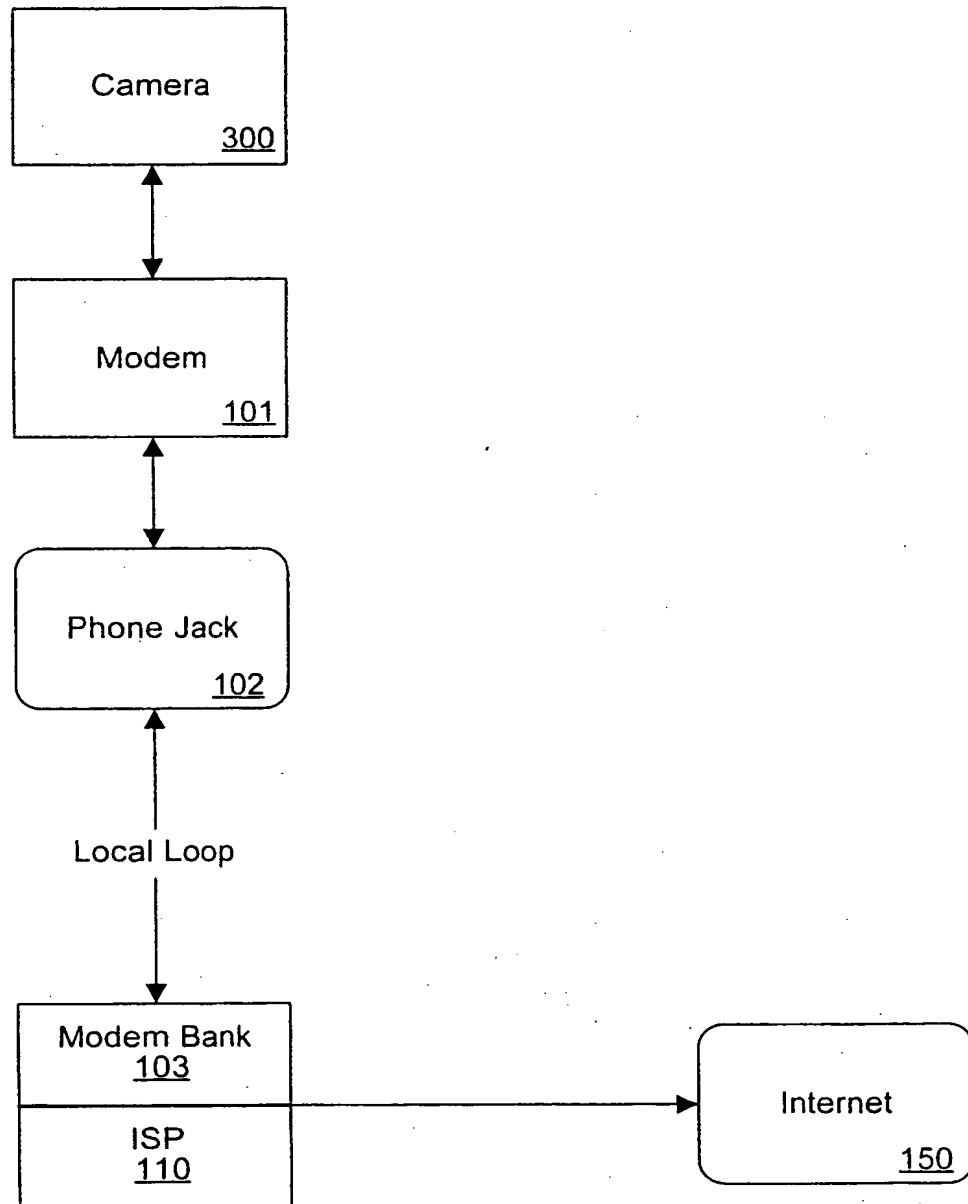 Camera
300
Modem
101
Phone Jack
102
Local Loop
Modem Bank
103
ISP
110
Internet
150